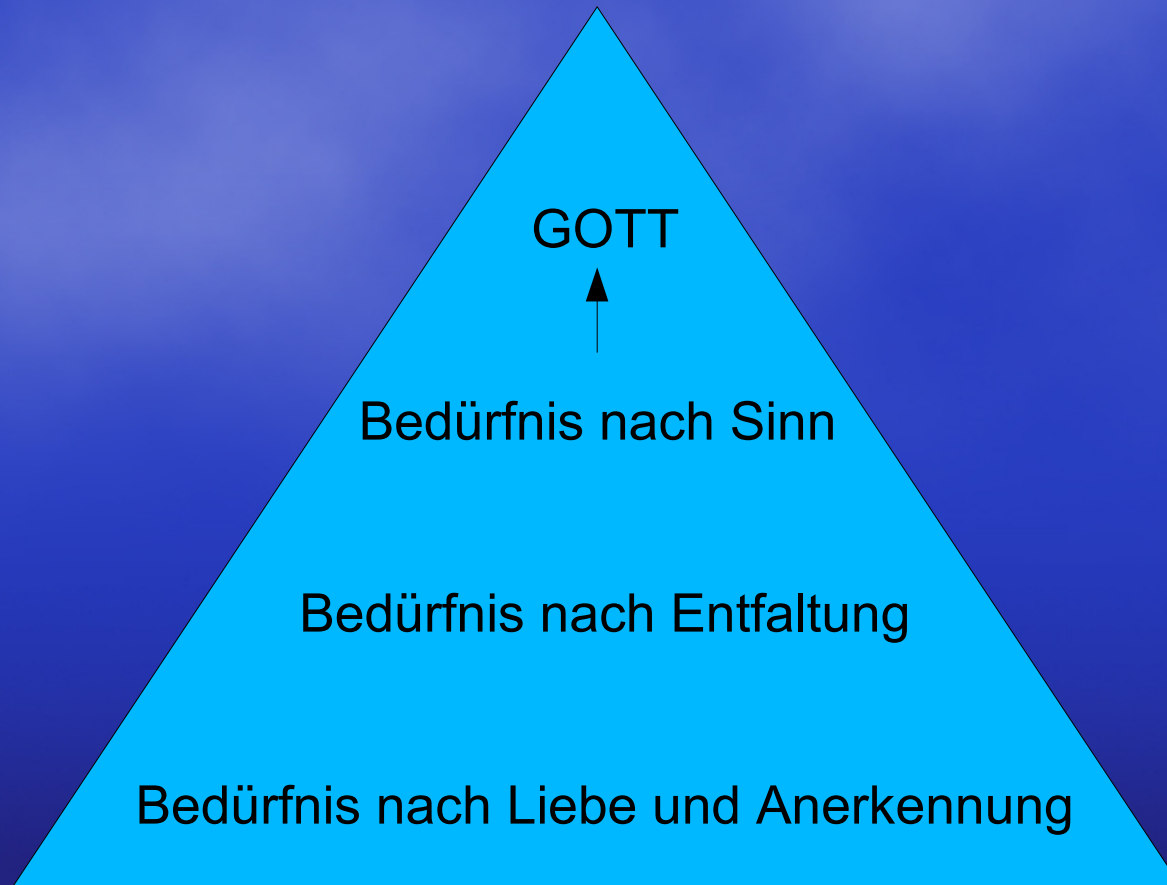 GOTT
Bedürfnis nach Sinn
Bedürfnis nach Entfaltung
Bedürfnis nach Liebe und Anerkennung